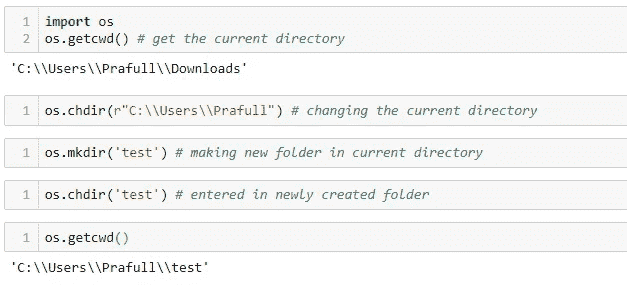 1 import os
2 os.getcwd() # get the current directory
'C:\\Users\\Prafull\\Downloads'
1 os.chdir(r"C:\\Users\\Prafull") # changing the current directory
1 os.mkdir('test') # making new folder in current directory
1 os.chdir('test') # entered in newly created folder
1 os.getcwd()
'C:\\Users\\Prafull\\test'